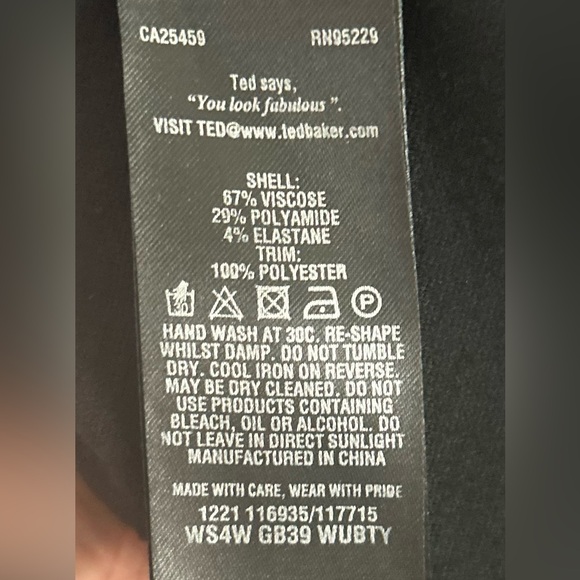 CA25459 RN95229
Ted says,
"You look fabulous".
VISIT TED@www.tedbaker.com
SHELL:
67% VISCOSE
29% POLYAMIDE
4% ELASTANE
TRIM:
100% POLYESTER
P
HAND WASH AT 30C. RE-SHAPE
WHILST DAMP. DO NOT TUMBLE
DRY. COOL IRON ON REVERSE.
MAY BE DRY CLEANED. DO NOT
USE PRODUCTS CONTAINING
BLEACH, OIL OR ALCOHOL. DO
NOT LEAVE IN DIRECT SUNLIGHT
MANUFACTURED IN CHINA
MADE WITH CARE, WEAR WITH PRIDE
1221 116935/117715
WS4W GB39 WUBTY